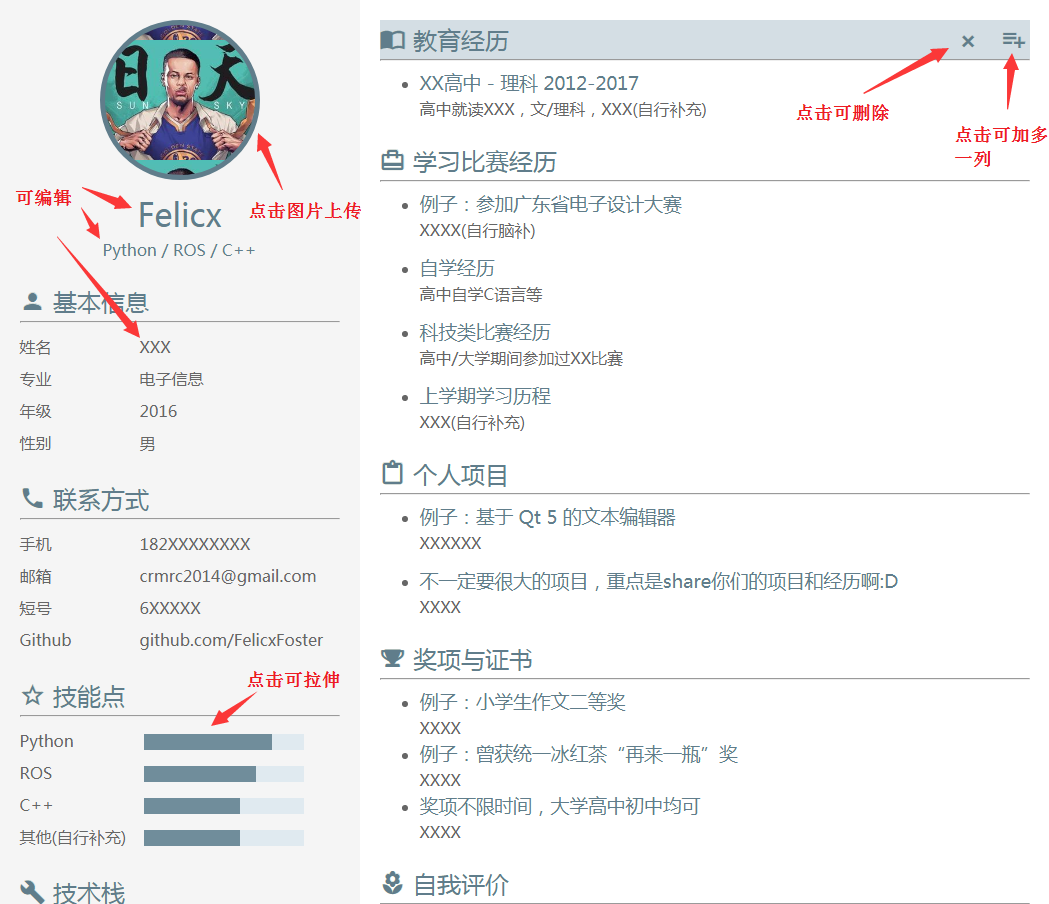 日天
SUN SKY
可编辑
点击图片上传
Felicx
Python / ROS / C++
基本信息
姓名 XXX
专业 电子信息
年级 2016
性别 男
联系方式
手机 182XXXXXXXX
邮箱 crmrc2014@gmail.com
短号 6XXXXX
Github github.com/FelicxFoster
点击可拉伸
技能点
Python
ROS
C++
其他(自行补充)
技术栈
教育经历
点击可删除
点击可加多
一列
XX高中 - 理科 2012-2017
高中就读XXX，文/理科，XXX(自行补充)
学习比赛经历
例子：参加广东省电子设计大赛
XXXX(自行脑补)
自学经历
高中自学C语言等
科技类比赛经历
高中/大学期间参加过XX比赛
上学期学习历程
XXX(自行补充)
个人项目
例子：基于 Qt 5 的文本编辑器
XXXXXX
不一定要很大的项目，重点是share你们的项目和经历啊:D
XXXX
奖项与证书
例子：小学生作文二等奖
XXXX
例子：曾获统一冰红茶“再来一瓶”奖
XXXX
奖项不限时间，大学高中初中均可
XXXX
自我评价